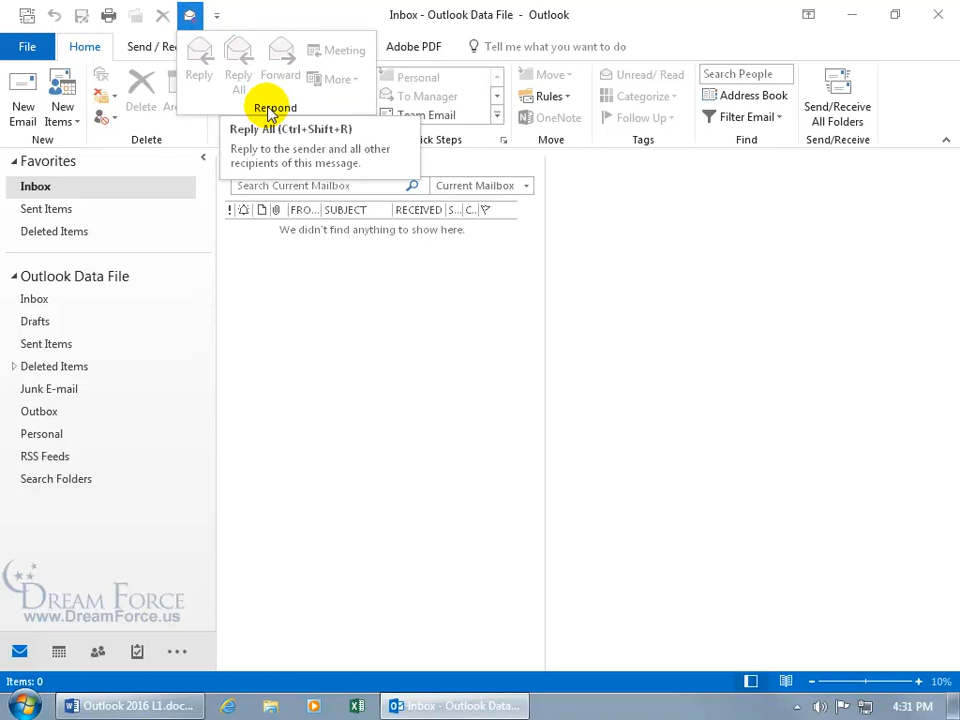 Inbox - Outlook Data File - Outlook
File
Home
Send / Re
Adobe PDF
Tell me what you want to do
New Email
New Items
New
Delete
Delete
Reply
Reply All
Forward
Meeting
More
Respond
Reply All (Ctrl+Shift+R)
Reply to the sender and all other
recipients of this message.
Personal
To Manager
Team Email
ck Steps
Move
Rules
OneNote
Move
Unread/ Read
Categorize
Follow Up
Tags
Search People
Address Book
Filter Email
Find
Send/Receive
All Folders
Send/Receive
Favorites
Inbox
Sent Items
Deleted Items
Outlook Data File
Inbox
Drafts
Sent Items
Deleted Items
Junk E-mail
Outbox
Personal
RSS Feeds
Search Folders
Search Current Mailbox
Current Mailbox
! FRO... SUBJECT RECEIVED S... C..
We didn't find anything to show here.
DREAM FORCE
www.DreamForce.us
Items: 0
10%
Outlook 2016 L1.doc...
Inbox - Outlook Data...
4:31 PM